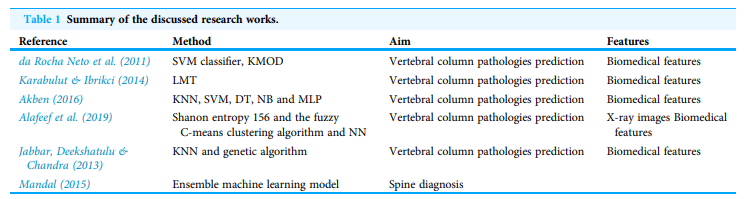 Table 1 Summary of the discussed research works.
Reference Method Aim Features
da Rocha Neto et al. (2011) SVM classifier, KMOD Vertebral column pathologies prediction Biomedical features
Karabulut & Ibrikci (2014) LMT Vertebral column pathologies prediction Biomedical features
Akben (2016) KNN, SVM, DT, NB and MLP Vertebral column pathologies prediction Biomedical features
Alafeef et al. (2019) Shanon entropy 156 and the fuzzy Vertebral column pathologies prediction X-ray images Biomedical
C-means clustering algorithm and NN features
Jabbar, Deekshatulu & KNN and genetic algorithm Vertebral column pathologies prediction Biomedical features
Chandra (2013)
Mandal (2015) Ensemble machine learning model Spine diagnosis